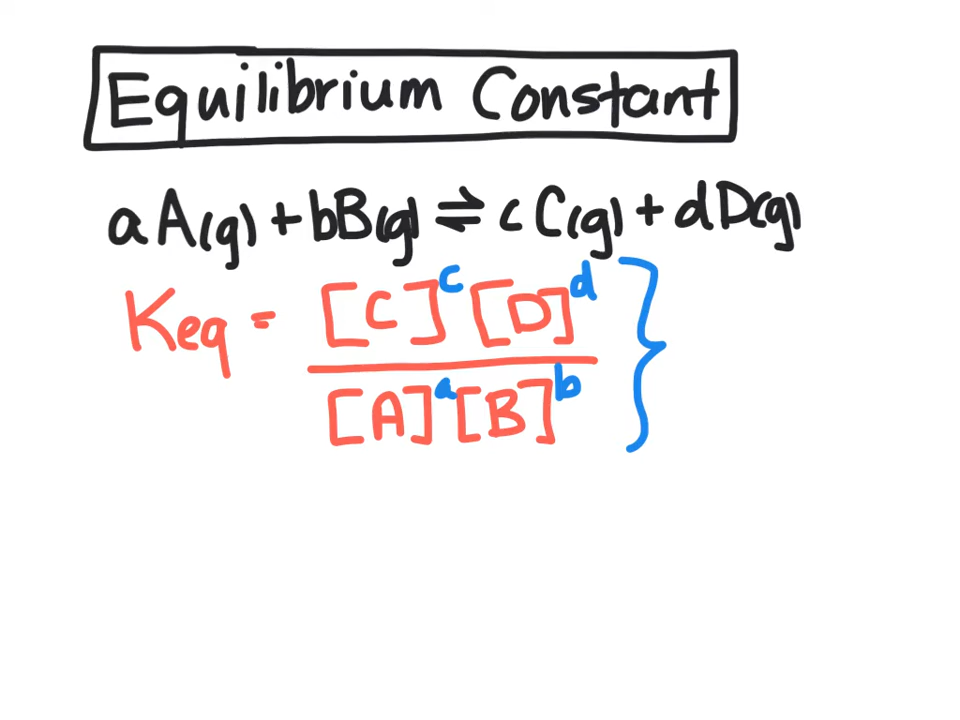 Equilibrium Constant
aA(g) + bB(g) ⇌ cC(g) + dD(g)
Keq = [C]^c [D]^d
[A]^a [B]^b